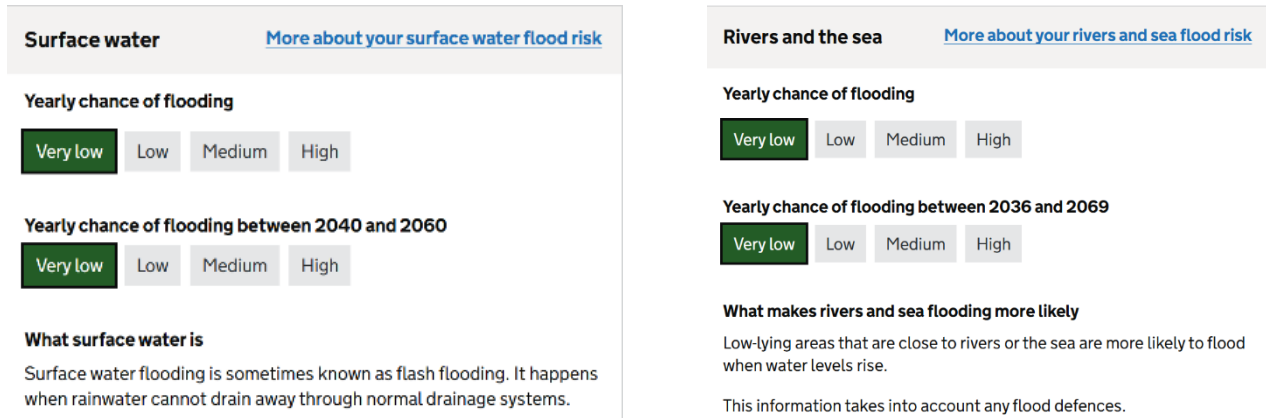 Surface water
More about your surface water flood risk
Yearly chance of flooding
Very low Low Medium High
Yearly chance of flooding between 2040 and 2060
Very low Low Medium High
What surface water is
Surface water flooding is sometimes known as flash flooding. It happens
when rainwater cannot drain away through normal drainage systems.
Rivers and the sea
More about your rivers and sea flood risk
Yearly chance of flooding
Very low Low Medium High
Yearly chance of flooding between 2036 and 2069
Very low Low Medium High
What makes rivers and sea flooding more likely
Low-lying areas that are close to rivers or the sea are more likely to flood
when water levels rise.
This information takes into account any flood defences.